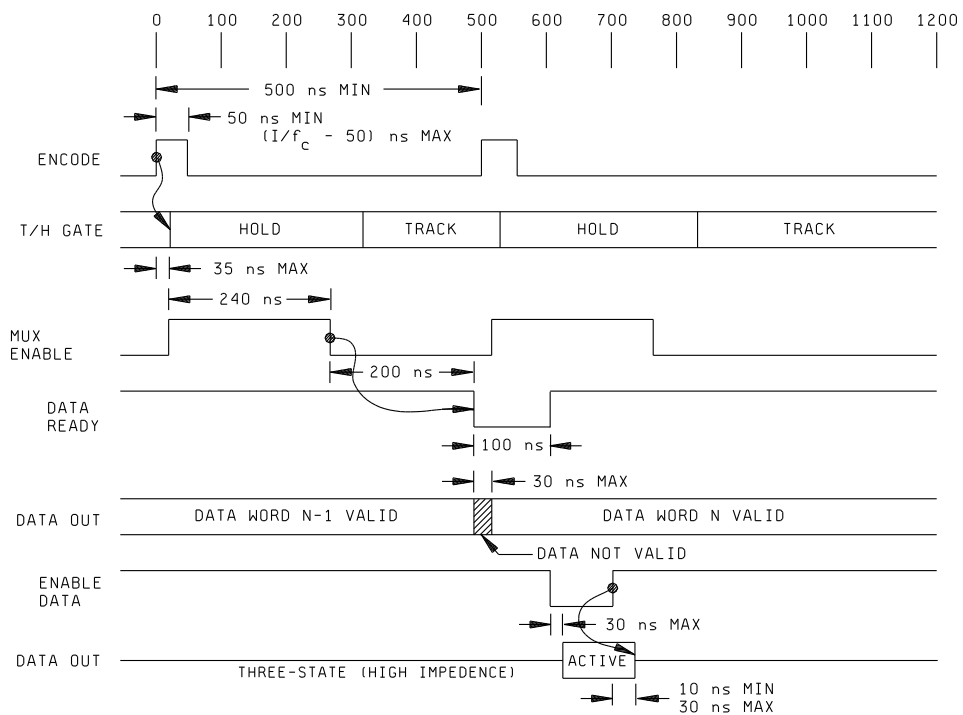 0 100 200 300 400 500 600 700 800 900 1000 1100 1200
500 ns MIN
50 ns MIN
(I/fc - 50) ns MAX
ENCODE
T/H GATE
HOLD TRACK HOLD TRACK
35 ns MAX
240 ns
MUX
ENABLE
200 ns
DATA
READY
100 ns
30 ns MAX
DATA OUT
DATA WORD N-1 VALID DATA WORD N VALID
DATA NOT VALID
ENABLE
DATA
30 ns MAX
DATA OUT
ACTIVE
THREE-STATE (HIGH IMPEDENCE)
10 ns MIN
30 ns MAX